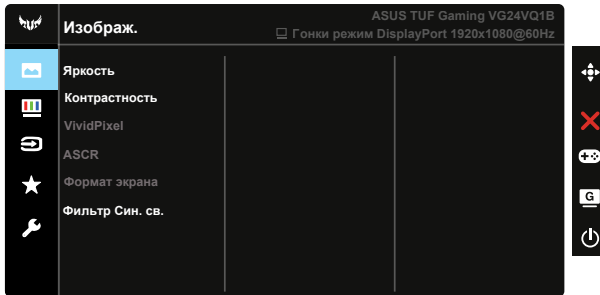 Изображ.
ASUS TUF Gaming VG24VQ1B
Гонки режим DisplayPort 1920x1080@60Hz
Яркость
Контрастность
VividPixel
ASCR
Формат экрана
Фильтр Син. св.
G